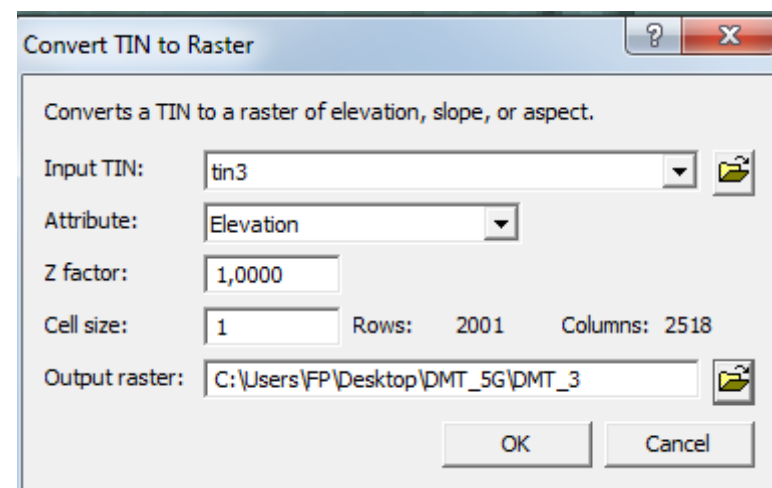 Convert TIN to Raster
Converts a TIN to a raster of elevation, slope, or aspect.
Input TIN: tin3
Attribute: Elevation
Z factor: 1,0000
Cell size: 1 Rows: 2001 Columns: 2518
Output raster: C:\Users\FP\Desktop\DMT_5G\DMT_3
OK Cancel